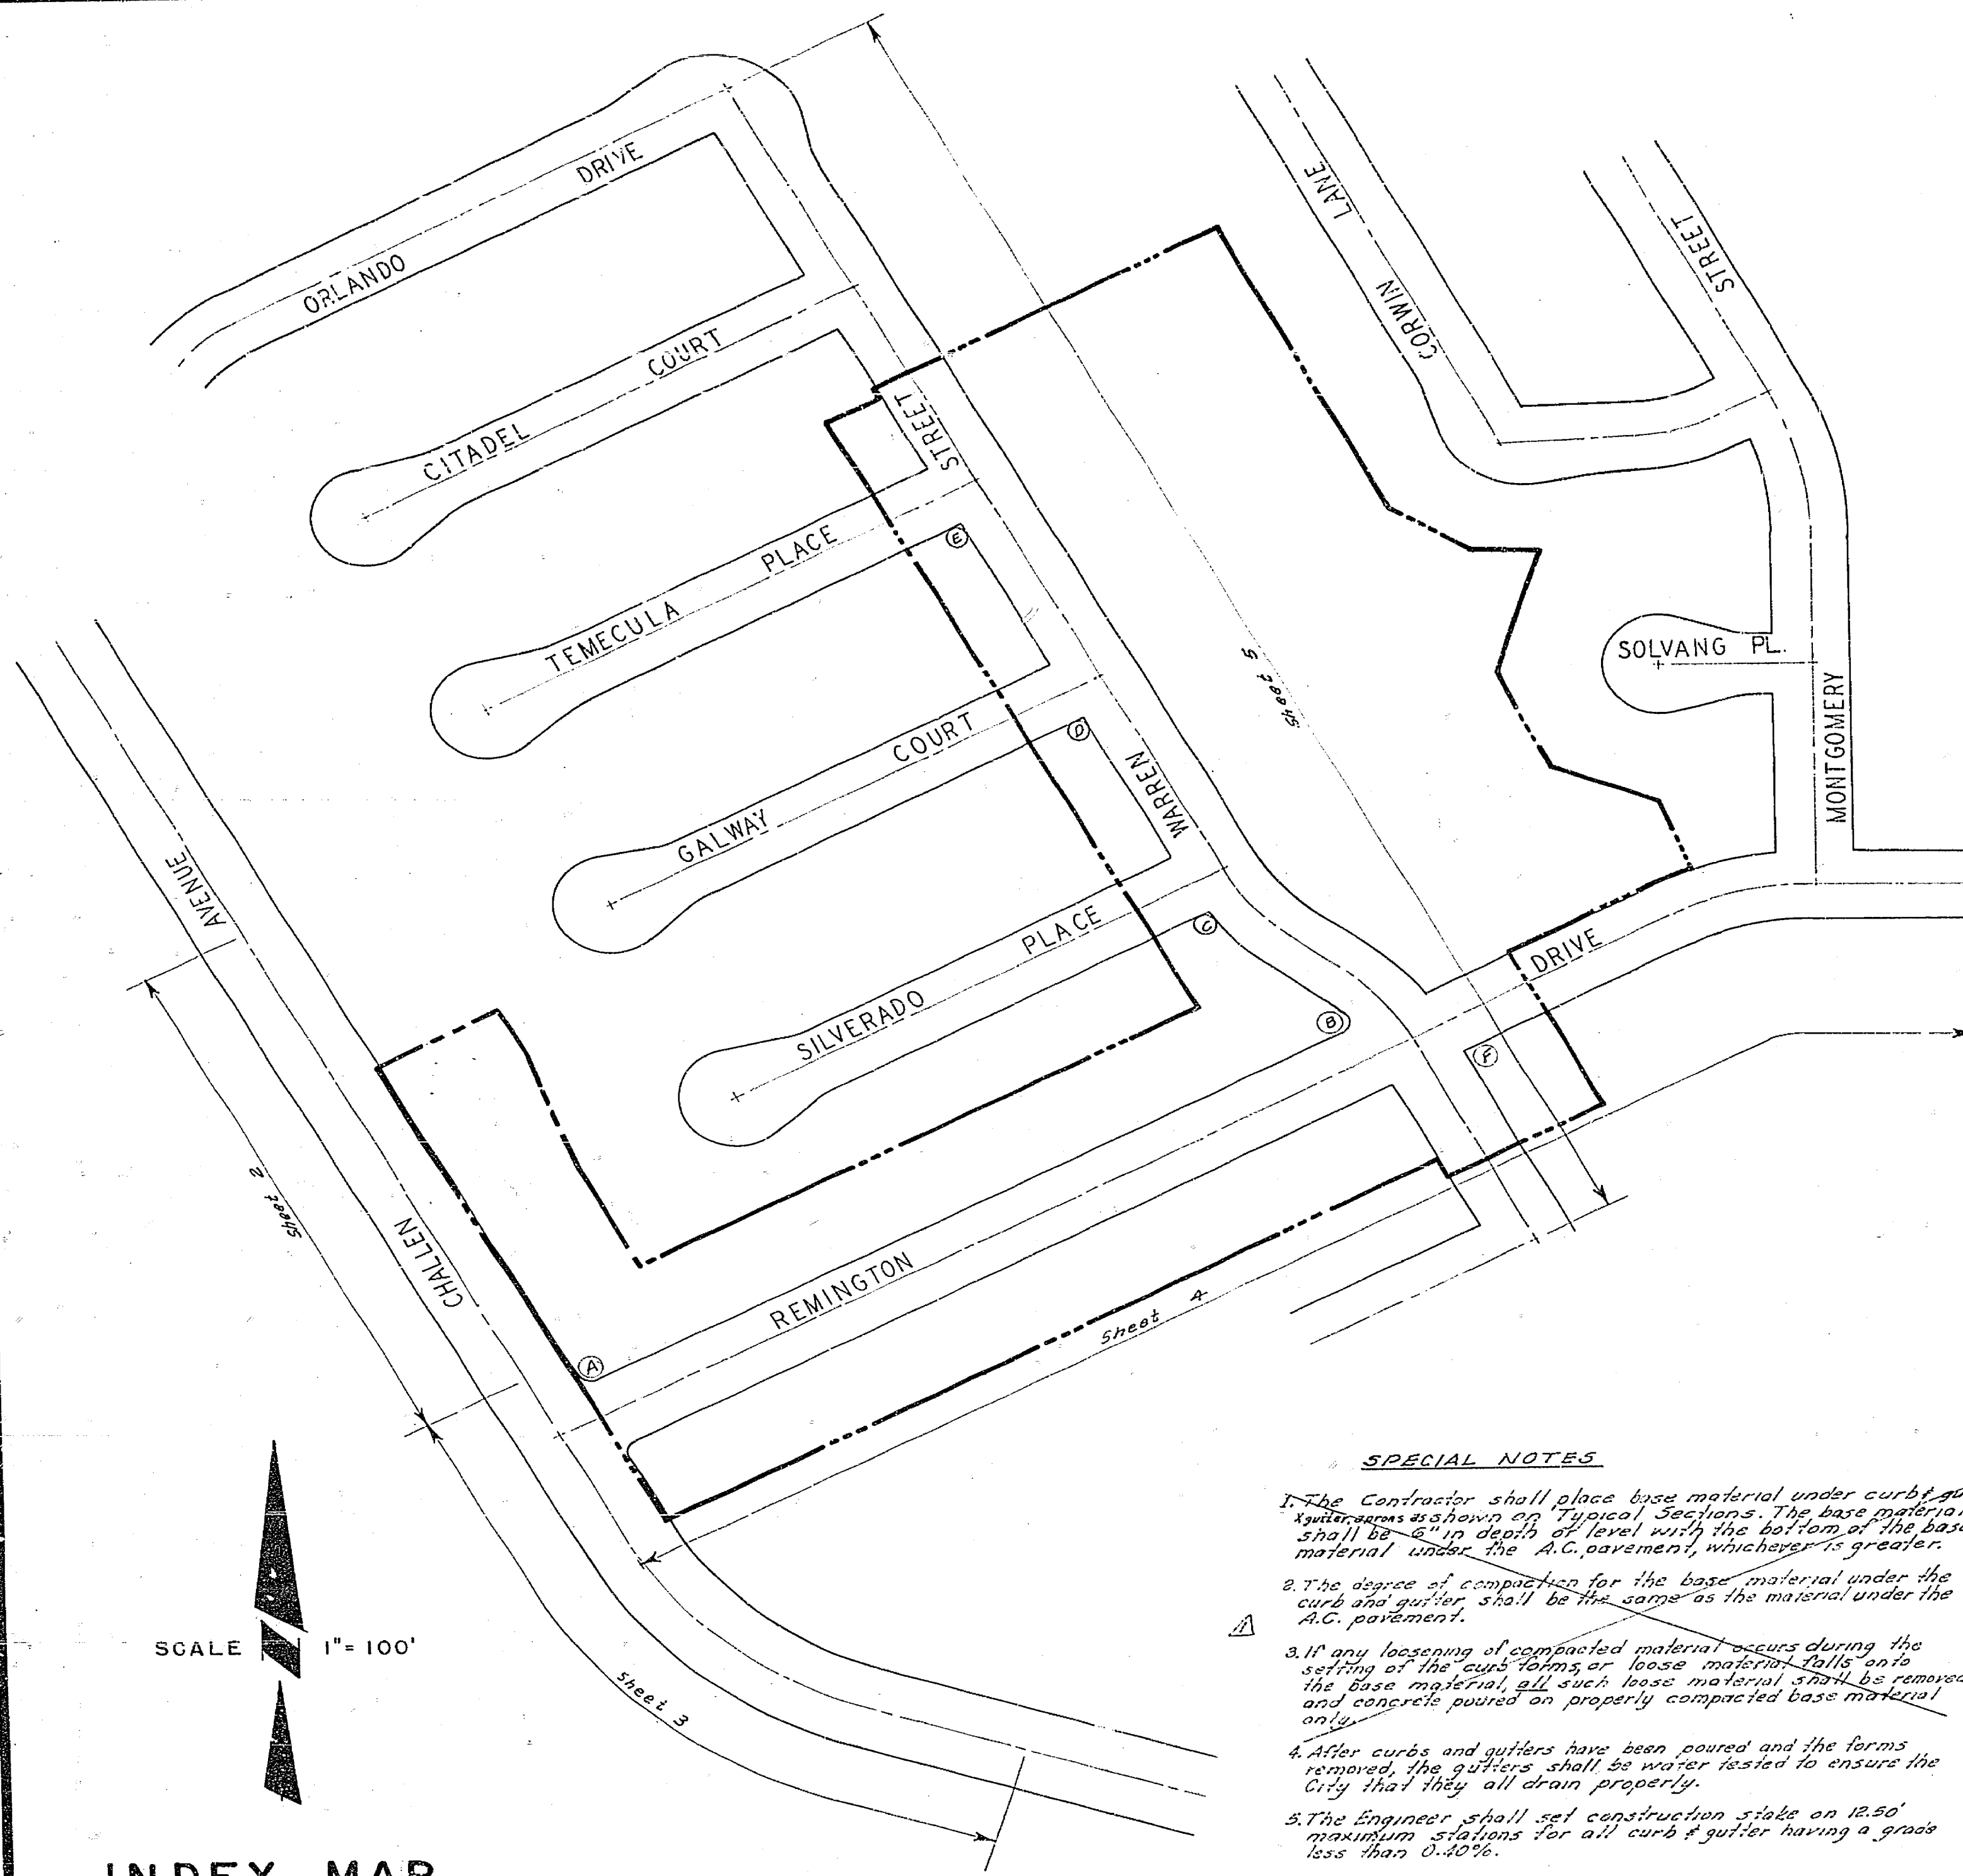 ORLANDO DRIVE
CITADEL COURT
TEMECULA PLACE
GALWAY COURT
SILVERADO PLACE
REMINGTON DRIVE
WARREN STREET
CORWIN LANE
MONTGOMERY STREET
SOLVANG PL.
CHALLEN AVENUE
E
D
C
B
F
A
Sheet 5
Sheet 2
Sheet 4
Sheet 3
SCALE 1"= 100'
INDEX MAP
SPECIAL NOTES
1. The Contractor shall place base material under curb &
X gutter, aprons as shown on Typical Sections. The base material
shall be 6" in depth or level with the bottom of the base
material under the A.C. pavement, whichever is greater.
2. The degree of compaction for the base material under the
curb and gutter shall be the same as the material under the
A.C. pavement.
1
3. If any loosening of compacted material occurs during the
setting of the curb forms, or loose material falls onto
the base material, all such loose material shall be removed
and concrete poured on properly compacted base material
only.
4. After curbs and gutters have been poured and the forms
removed, the gutters shall be water tested to ensure the
City that they all drain properly.
5. The Engineer shall set construction stake on 12.50'
maximum stations for all curb & gutter having a grade
less than 0.40%.